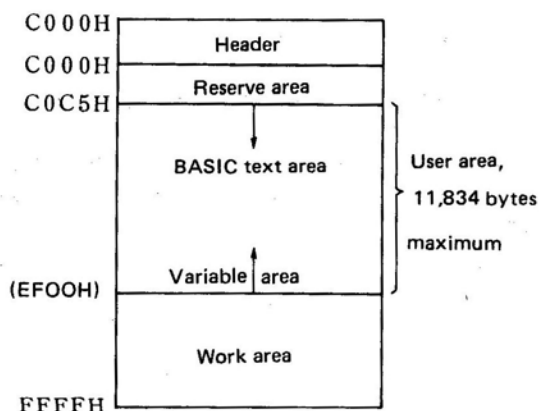 C000H
Header
C000H
Reserve area
C0C5H
BASIC text area
User area,
11,834 bytes
maximum
Variable area
(EFOOH)
Work area
FFFFH